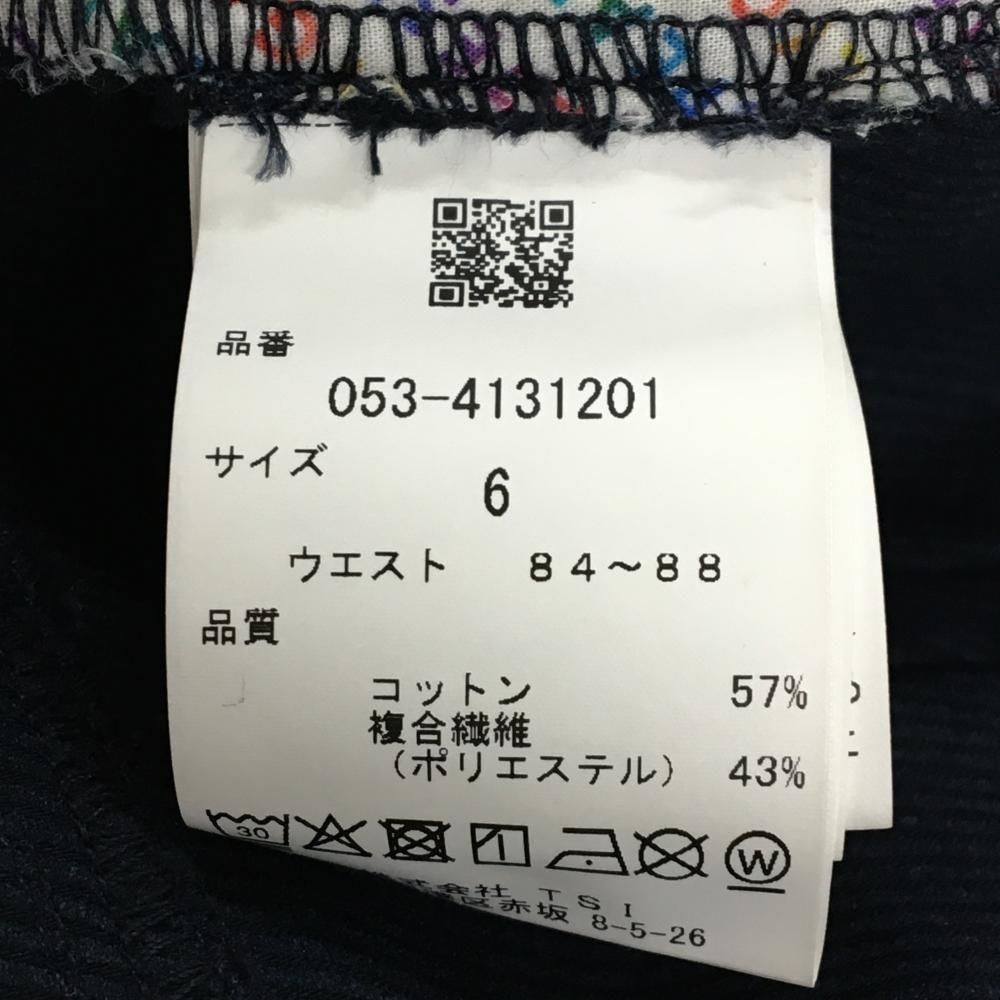 品番
053-4131201
サイズ
6
ウエスト 84～88
品質
コットン 57%
複合繊維
(ポリエステル) 43%
30
W
式会社 TSI
区赤坂 8-5-26